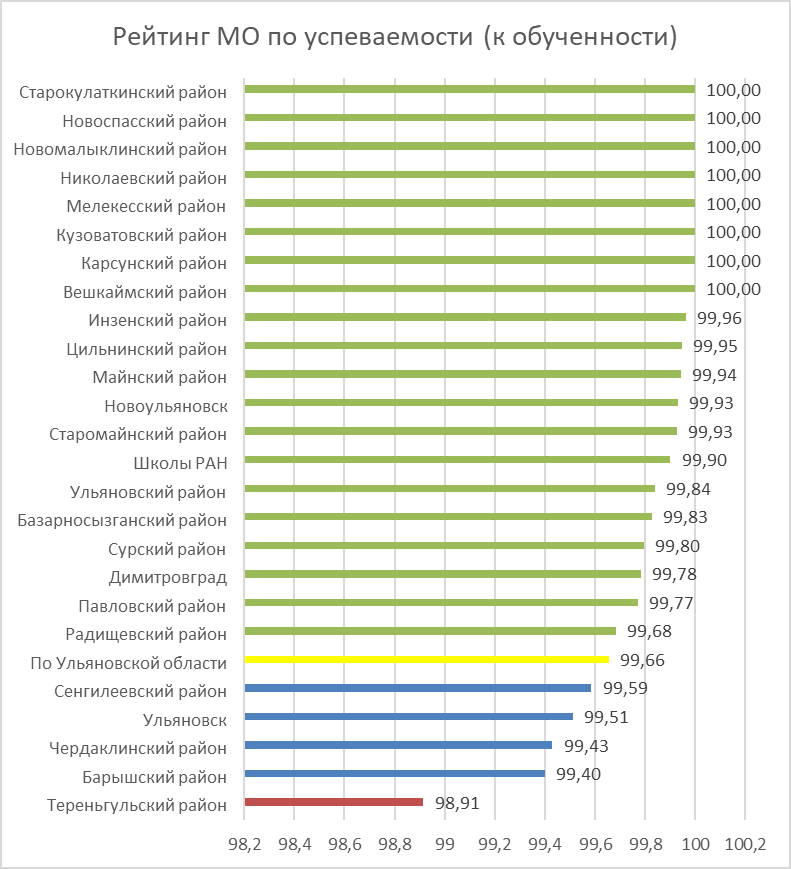 Рейтинг МО по успеваемости (к обученности)
Старокулаткинский район 100,00
Новоспасский район 100,00
Новомалыклинский район 100,00
Николаевский район 100,00
Мелекесский район 100,00
Кузоватовский район 100,00
Карсунский район 100,00
Вешкаймский район 100,00
Инзенский район 99,96
Цильнинский район 99,95
Майнский район 99,94
Новоульяновск 99,93
Старомайнский район 99,93
Школы РАН 99,90
Ульяновский район 99,84
Базарносызганский район 99,83
Сурский район 99,80
Димитровград 99,78
Павловский район 99,77
Радищевский район 99,68
По Ульяновской области 99,66
Сенгилеевский район 99,59
Ульяновск 99,51
Чердаклинский район 99,43
Барышский район 99,40
Тереньгульский район 98,91
98,2 98,4 98,6 98,8 99 99,2 99,4 99,6 99,8 100 100,2